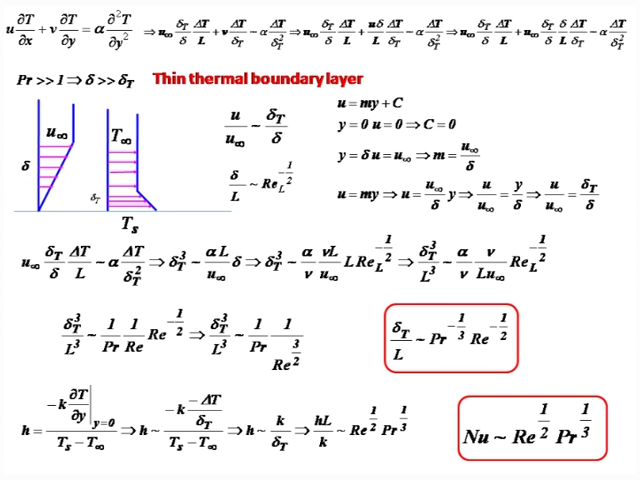 u ∂T/∂x + v ∂T/∂y = α ∂²T/∂y² ⇒ u∞ δT/δ ΔT/L + v ΔT/δT ~ α ΔT/δT² ⇒ u∞ δT/δ ΔT/L + uδ/L ΔT/δT ~ α ΔT/δT² ⇒ u∞ δT/δ ΔT/L + u∞ δT/δ δ/L ΔT/δT ~ α ΔT/δT²
Pr >> 1 ⇒ δ >> δT Thin thermal boundary layer
u = my + C
u∞ T∞ u/u∞ ~ δT/δ y = 0 u = 0 ⇒ C = 0
δ y = δ u = u∞ ⇒ m = u∞/δ
δT δ/L ~ ReL^(-1/2) u = my ⇒ u = u∞/δ y ⇒ u/u∞ = y/δ ⇒ u/u∞ = δT/δ
Ts
u∞ δT/δ ΔT/L ~ α ΔT/δT² ⇒ δT³ ~ αL/u∞ δ ⇒ δT³ ~ α/ν νL/u∞ L ReL^(-1/2) ⇒ δT³/L³ ~ α/ν ν/Lu∞ ReL^(-1/2)
δT³/L³ ~ 1/Pr 1/Re Re^(-1/2) ⇒ δT³/L³ ~ 1/Pr 1/Re^(3/2) δT/L ~ Pr^(-1/3) Re^(-1/2)
h = -k ∂T/∂y|y=0 / (Ts - T∞) ⇒ h ~ -k (-ΔT/δT) / (Ts - T∞) ⇒ h ~ k/δT ⇒ hL/k ~ Re^(1/2) Pr^(1/3) Nu ~ Re^(1/2) Pr^(1/3)